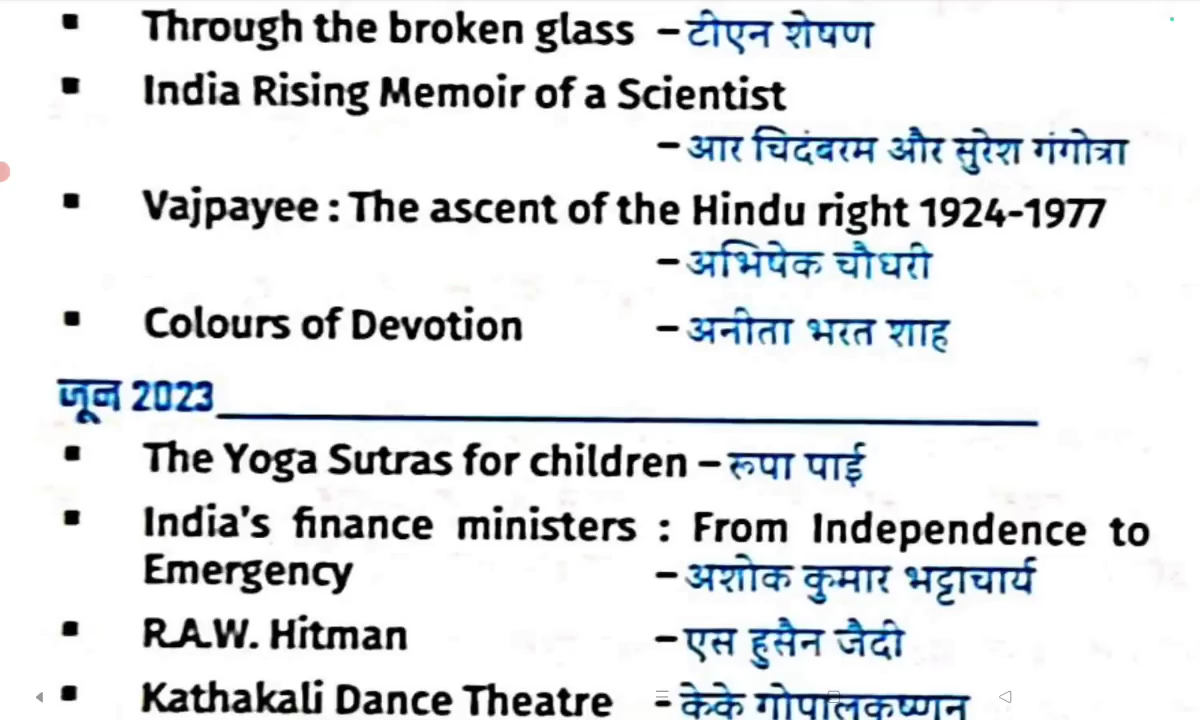 ▪ Through the broken glass – टीएन शेषण
▪ India Rising Memoir of a Scientist
– आर चिदंबरम और सुरेश गंगोत्रा
▪ Vajpayee : The ascent of the Hindu right 1924-1977
– अभिषेक चौधरी
▪ Colours of Devotion – अनीता भरत शाह
जून 2023
▪ The Yoga Sutras for children – रूपा पाई
▪ India's finance ministers : From Independence to
Emergency – अशोक कुमार भट्टाचार्य
▪ R.A.W. Hitman – एस हुसैन जैदी
▪ Kathakali Dance Theatre - केके गोपालकृष्णन